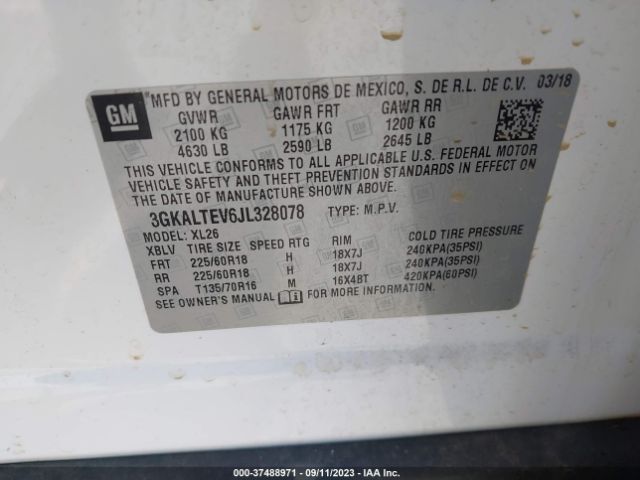 GM
"MFD BY GENERAL MOTORS DE MEXICO, S. DE R.L. DE C.V. 03/18
GVWR GAWR FRT GAWR RR
2100 KG 1175 KG 1200 KG
4630 LB 2590 LB 2645 LB
THIS VEHICLE CONFORMS TO ALL APPLICABLE U.S. FEDERAL MOTOR
VEHICLE SAFETY AND THEFT PREVENTION STANDARDS IN EFFECT ON
THE DATE OF MANUFACTURE SHOWN ABOVE.
3GKALTEV6JL328078 TYPE: M.P.V.
MODEL: XL26
XBLV TIRE SIZE SPEED RTG RIM COLD TIRE PRESSURE
FRT 225/60R18 H 18X7J 240KPA(35PSI)
RR 225/60R18 H 18X7J 240KPA(35PSI)
SPA T135/70R16 M 16X4BT 420KPA(60PSI)
SEE OWNER'S MANUAL FOR MORE INFORMATION.
000-37488971 - 09/11/2023 - IAA Inc.